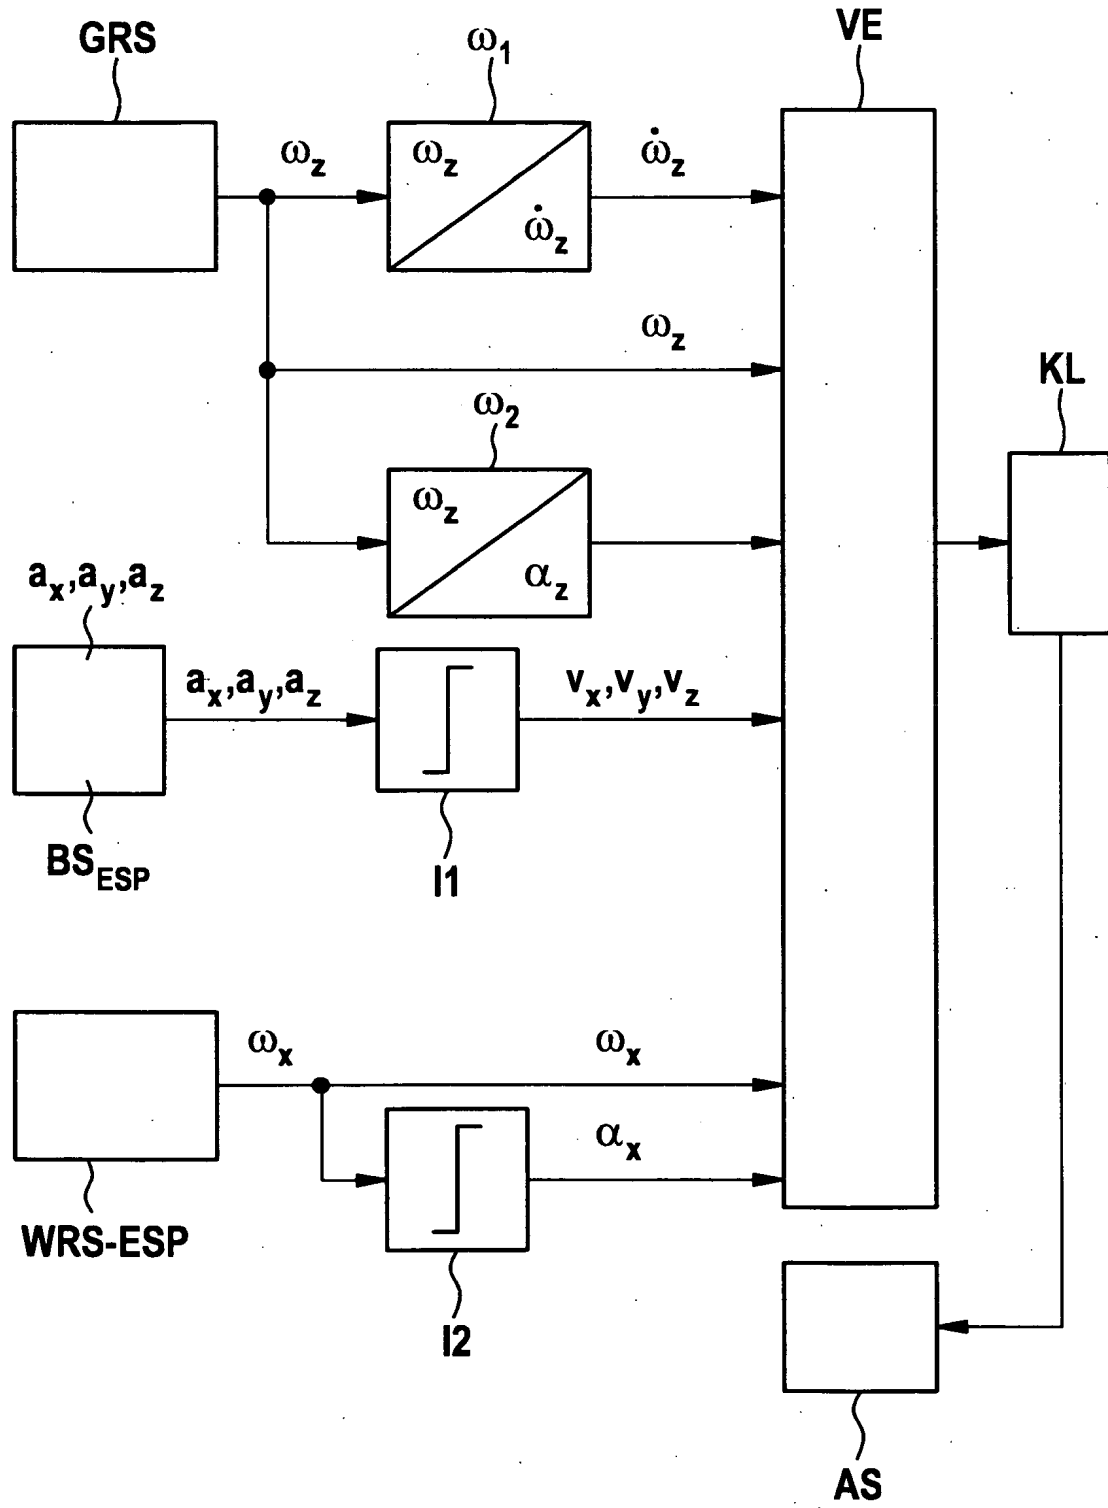 GRS
ω1
VE
ωz
ωz
ω̇z
ω̇z
ωz
KL
ω2
ωz
αz
ax,ay,az
ax,ay,az
vx,vy,vz
BSESP
I1
ωx
ωx
αx
WRS-ESP
I2
AS